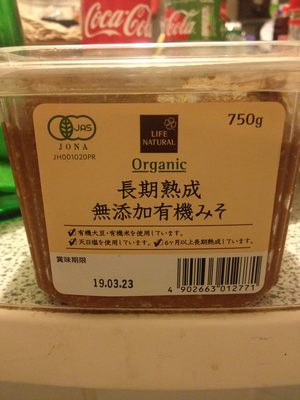 Coca-Cola
JAS
JONA
JH001020PR
LIFE
NATURAL
750g
Organic
長期熟成
無添加有機みそ
有機大豆・有機米を使用しています。
天日塩を使用しています。
6ヶ月以上長期熟成しています。
賞味期限
19.03.23
4 902663 012771